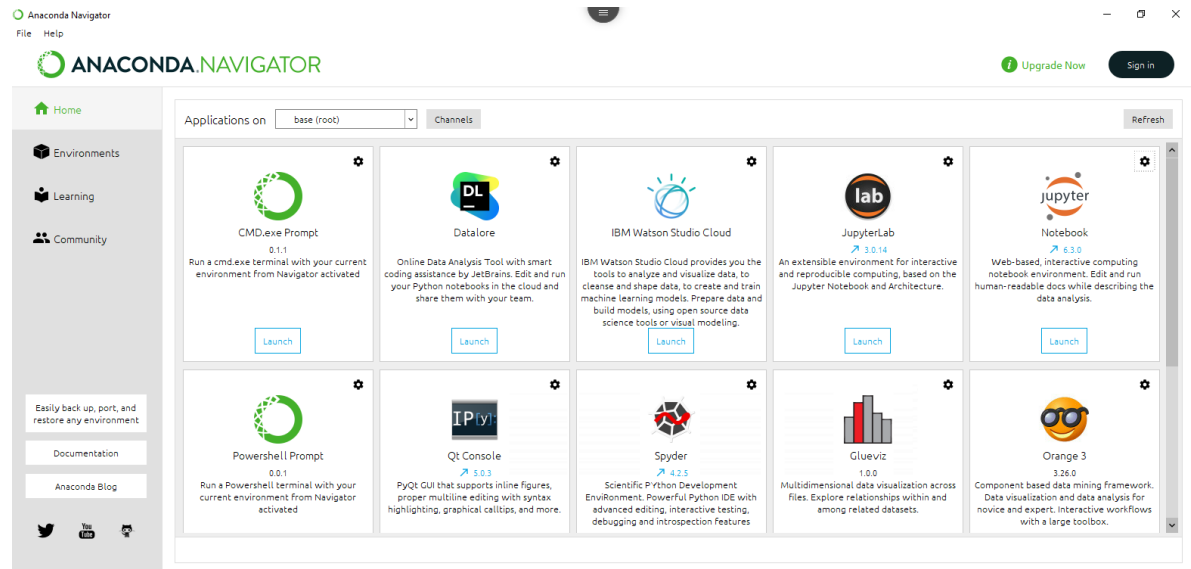 Anaconda Navigator
File Help
ANACONDA.NAVIGATOR
Upgrade Now
Sign in
Home
Environments
Learning
Community
Easily back up, port, and
restore any environment
Documentation
Anaconda Blog
You
Tube
Applications on
base (root)
Channels
Refresh
CMD.exe Prompt
0.1.1
Run a cmd.exe terminal with your current
environment from Navigator activated
Launch
DL
Datalore
Online Data Analysis Tool with smart
coding assistance by JetBrains. Edit and run
your Python notebooks in the cloud and
share them with your team.
Launch
IBM Watson Studio Cloud
IBM Watson Studio Cloud provides you the
tools to analyze and visualize data, to
cleanse and shape data, to create and train
machine learning models. Prepare data and
build models, using open source data
science tools or visual modeling.
Launch
lab
JupyterLab
3.0.14
An extensible environment for interactive
and reproducible computing, based on the
Jupyter Notebook and Architecture.
Launch
jupyter
Notebook
6.3.0
Web-based, interactive computing
notebook environment. Edit and run
human-readable docs while describing the
data analysis.
Launch
Powershell Prompt
0.0.1
Run a Powershell terminal with your
current environment from Navigator
activated
IP[y]:
Qt Console
5.0.3
PyQt GUI that supports inline figures,
proper multiline editing with syntax
highlighting, graphical calltips, and more.
Spyder
4.2.5
Scientific PYthon Development
EnviRonment. Powerful Python IDE with
advanced editing, interactive testing,
debugging and introspection features
Glueviz
1.0.0
Multidimensional data visualization across
files. Explore relationships within and
among related datasets.
Orange 3
3.26.0
Component based data mining framework.
Data visualization and data analysis for
novice and expert. Interactive workflows
with a large toolbox.